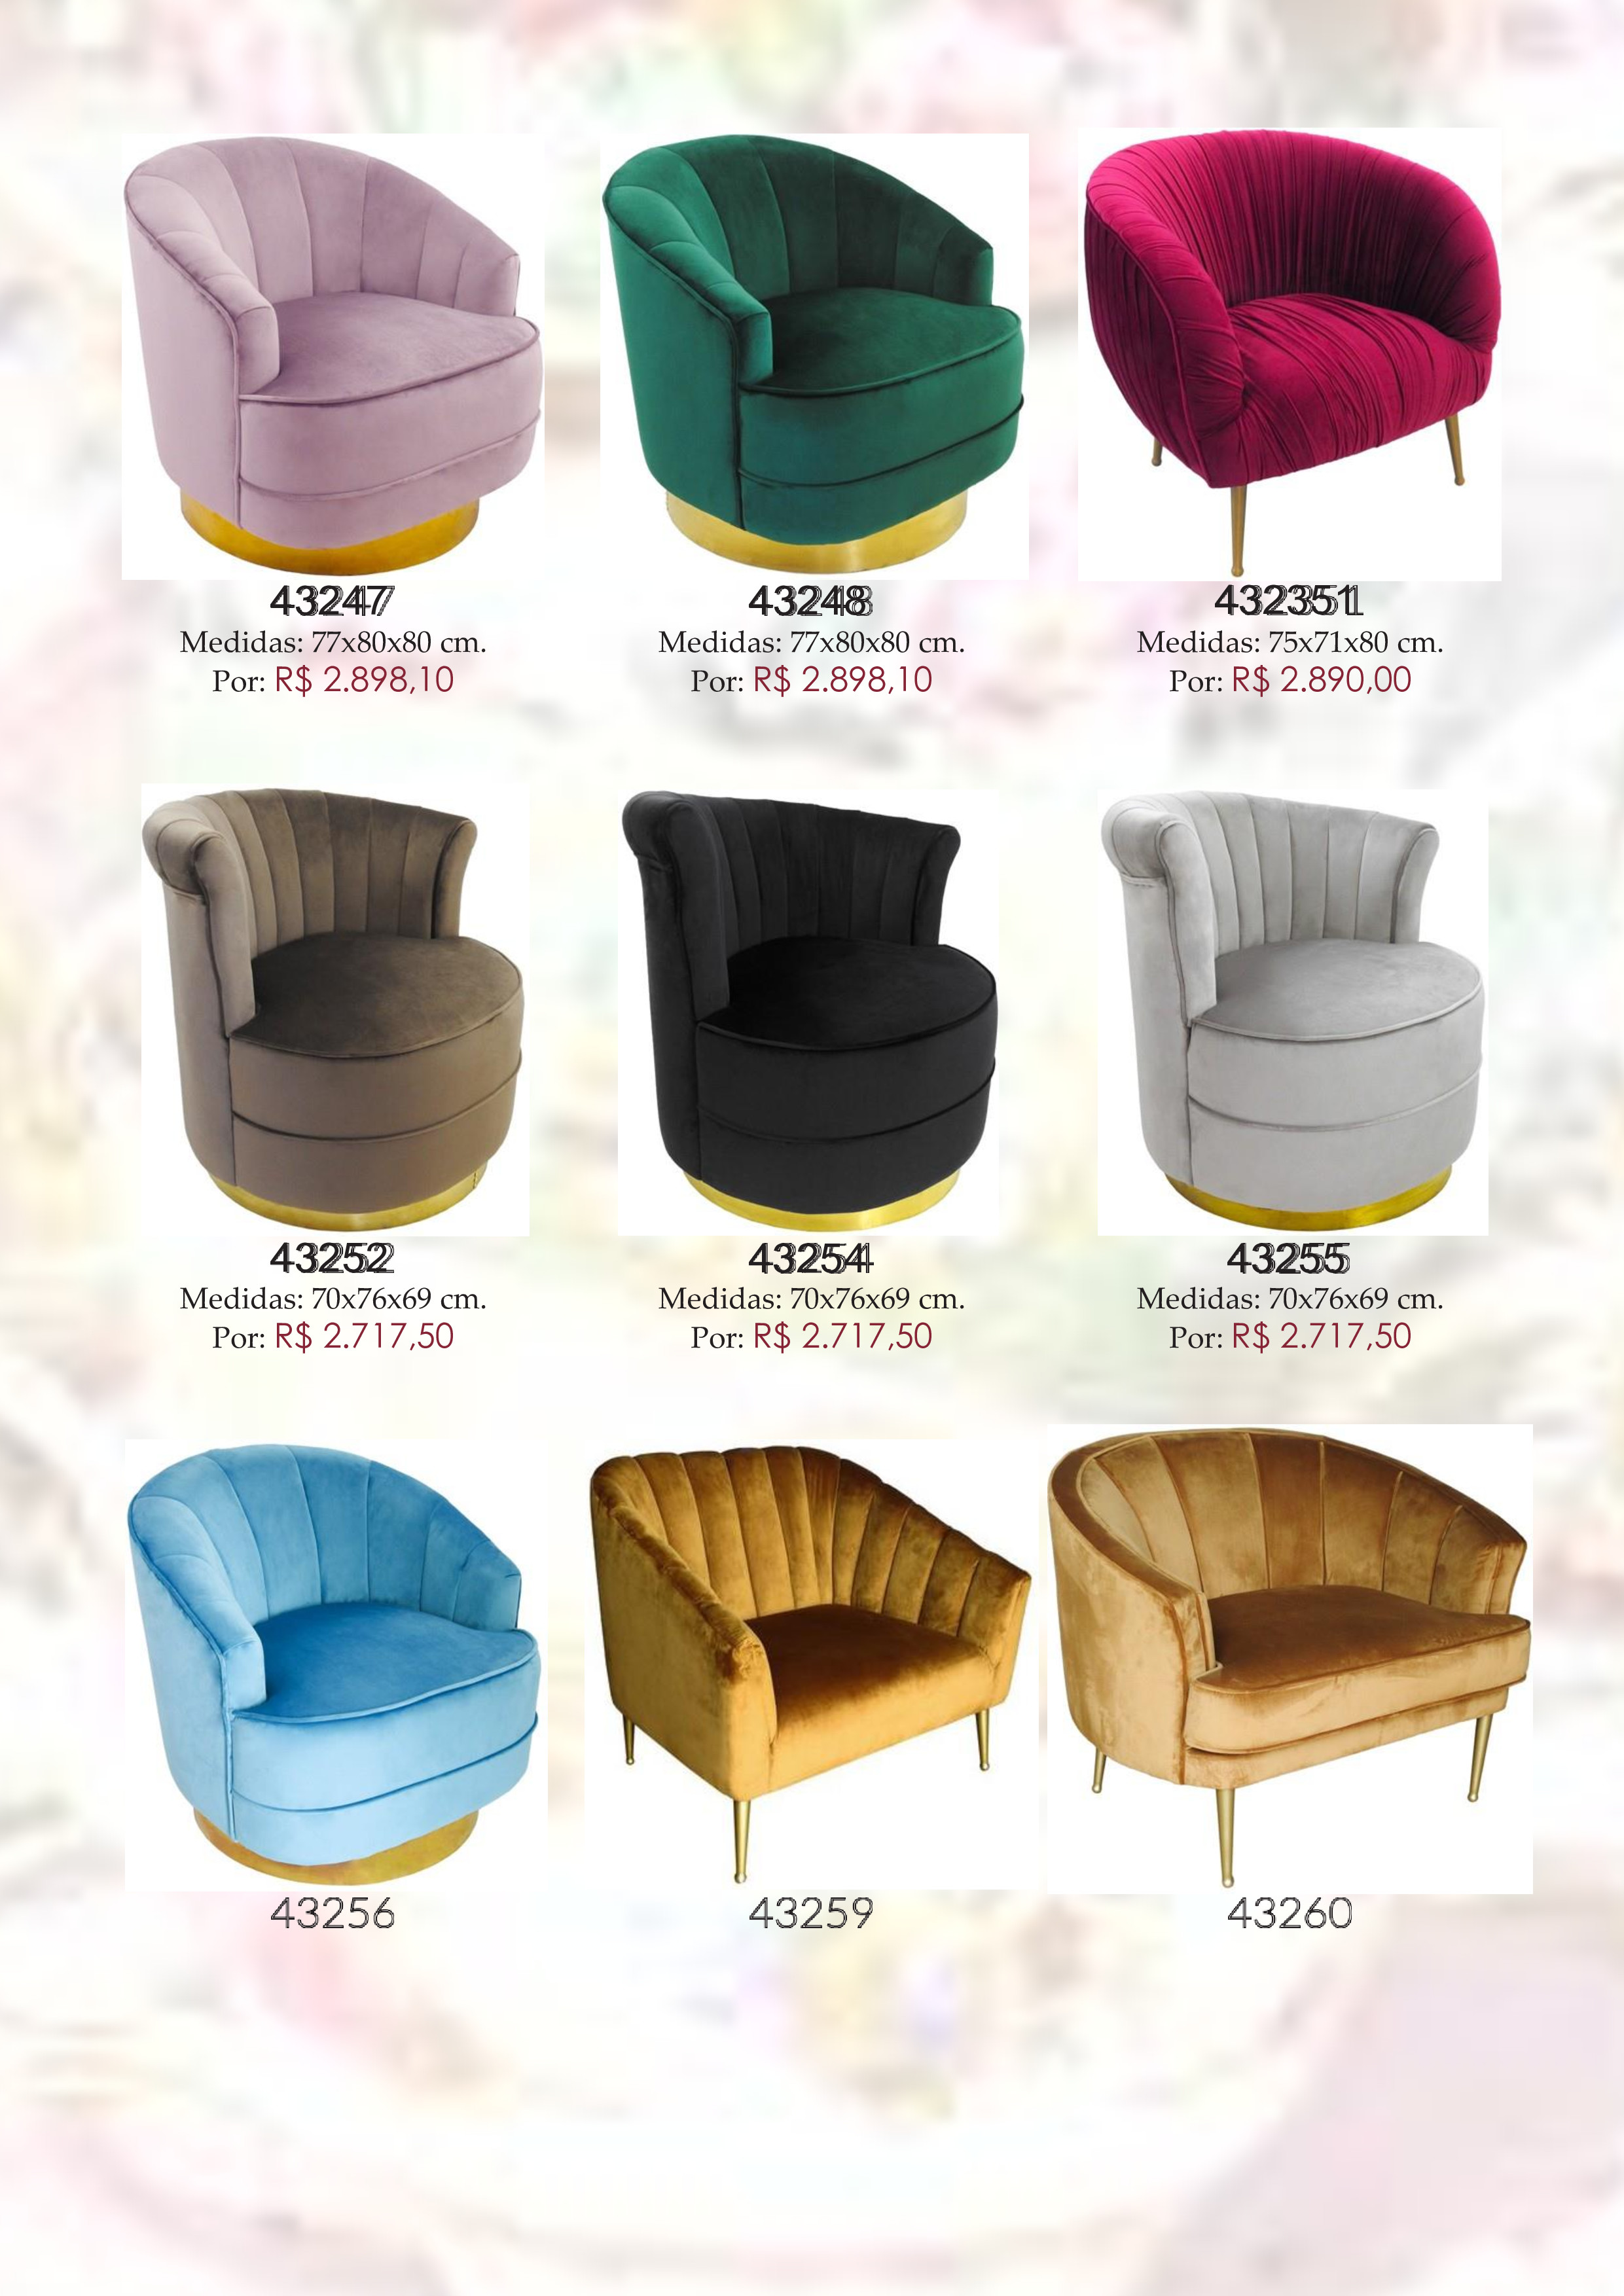 43247
43248
432351
Medidas: 77x80x80 cm.
Medidas: 77x80x80 cm.
Medidas: 75x71x80 cm.
Por: R$ 2.898,10
Por: R$ 2.898,10
Por: R$ 2.890,00
43252
43254
43255
Medidas: 70x76x69 cm.
Medidas: 70x76x69 cm.
Medidas: 70x76x69 cm.
Por: R$ 2.717,50
Por: R$ 2.717,50
Por: R$ 2.717,50
43256
43259
43260